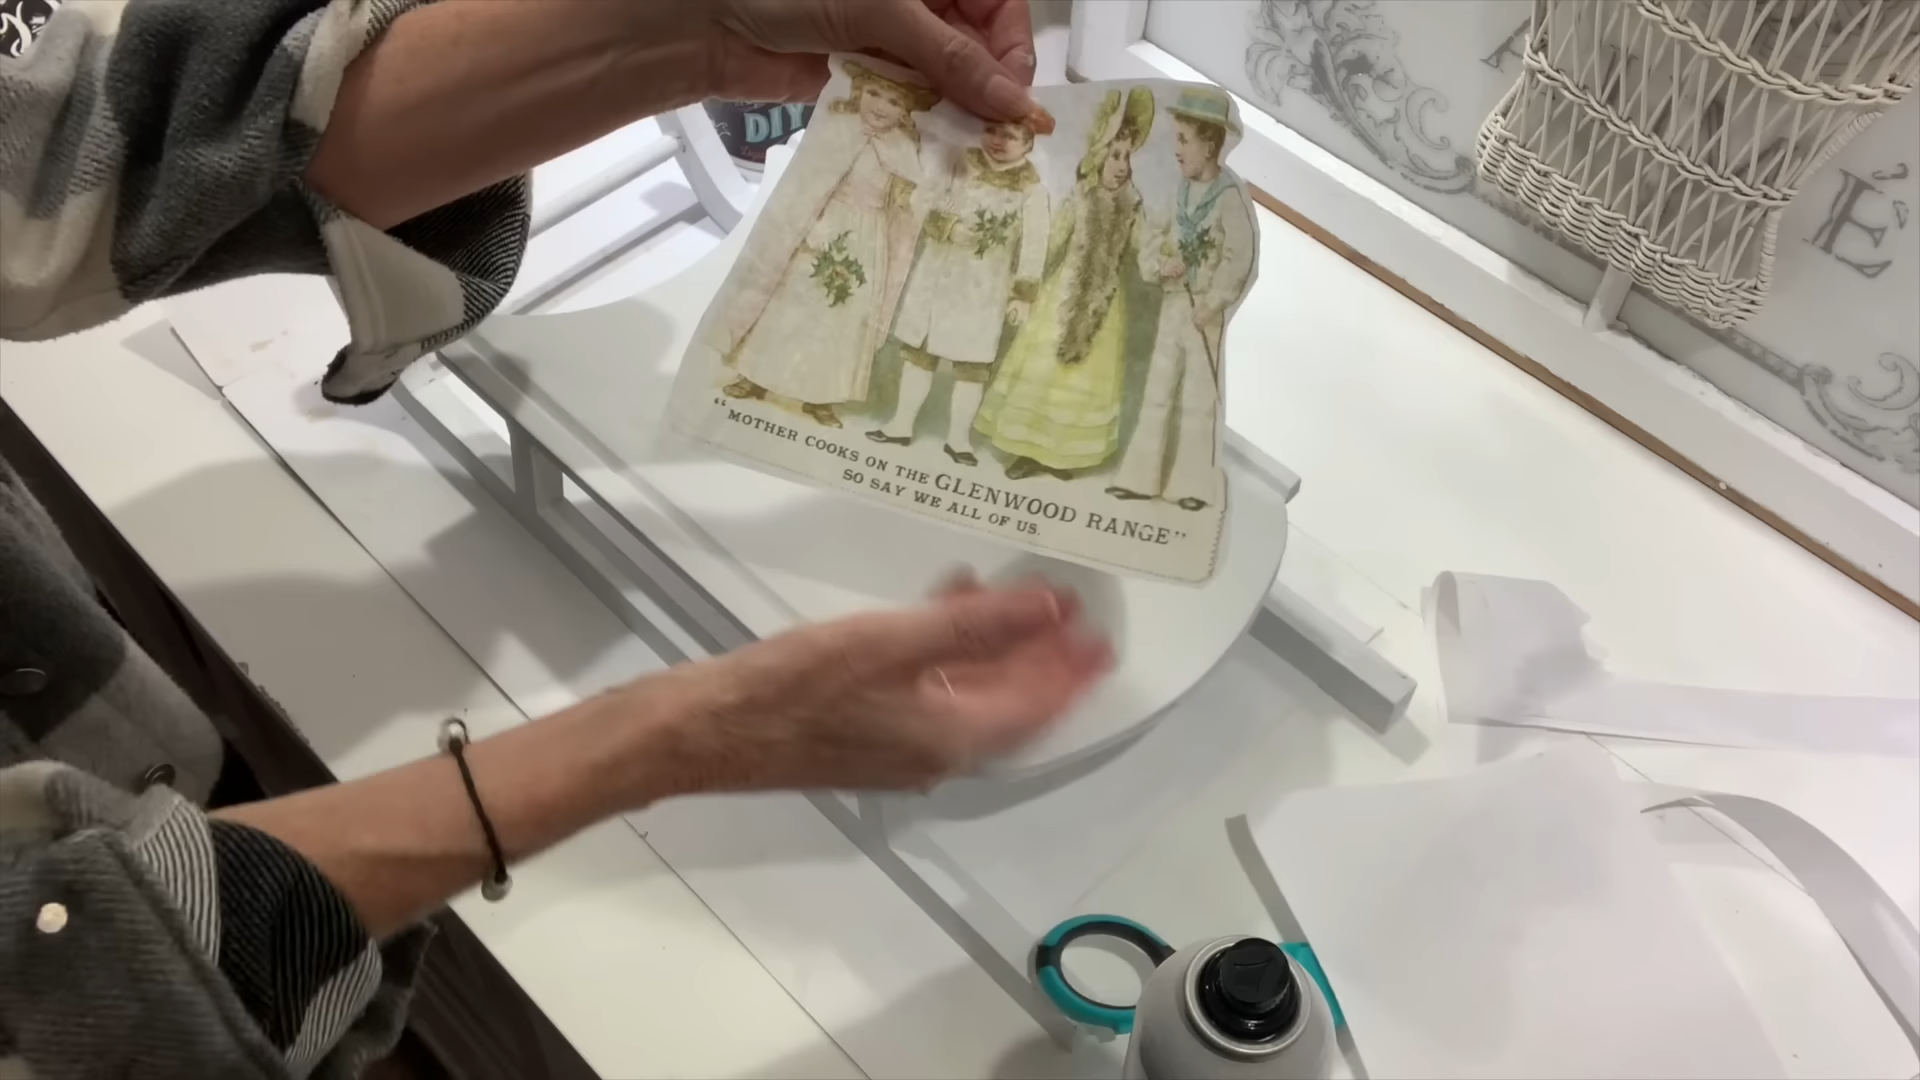 DIY
“MOTHER COOKS ON THE GLENWOOD RANGE”
SO SAY WE ALL OF US.
É